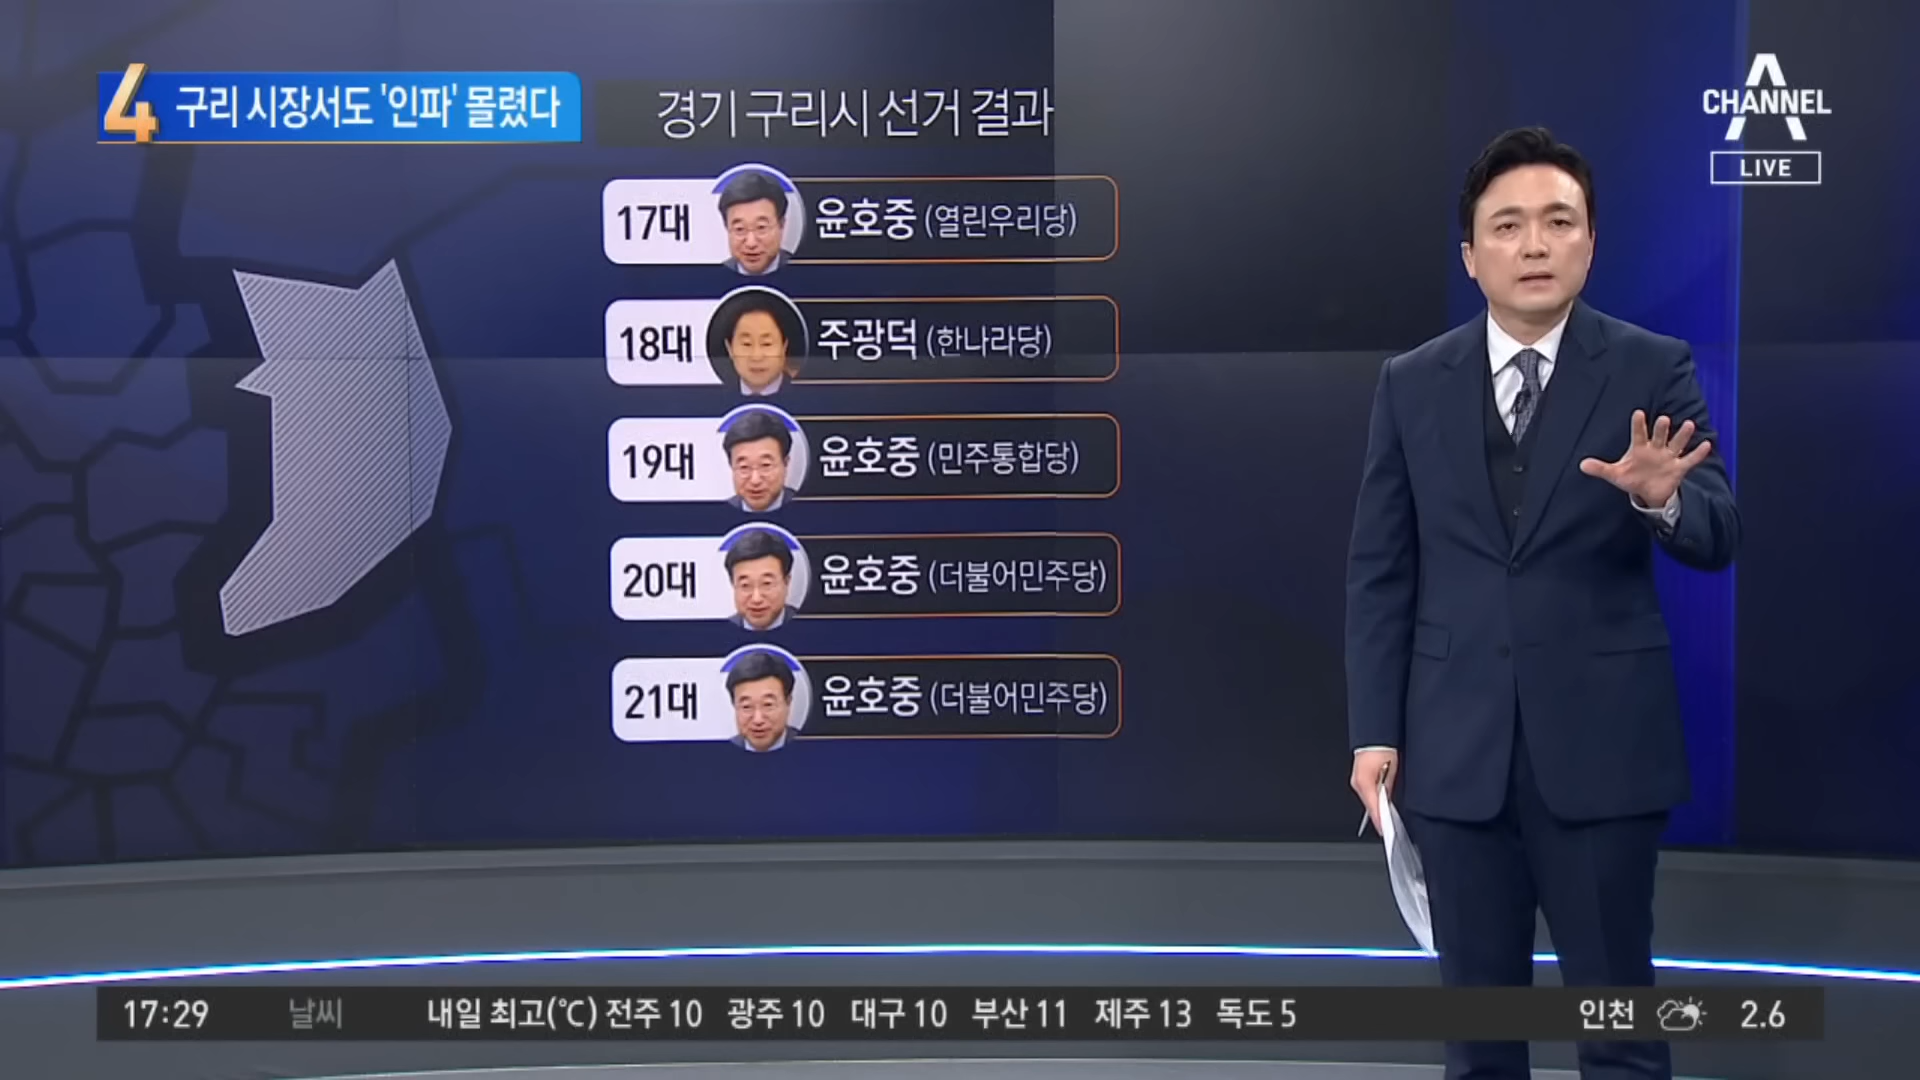 4 구리 시장서도 '인파' 몰렸다
경기 구리시 선거 결과
CHANNEL A
LIVE
17대 윤호중 (열린우리당)
18대 주광덕 (한나라당)
19대 윤호중 (민주통합당)
20대 윤호중 (더불어민주당)
21대 윤호중 (더불어민주당)
17:29 날씨 내일 최고(℃) 전주 10 광주 10 대구 10 부산 11 제주 13 독도 5 인천 2.6